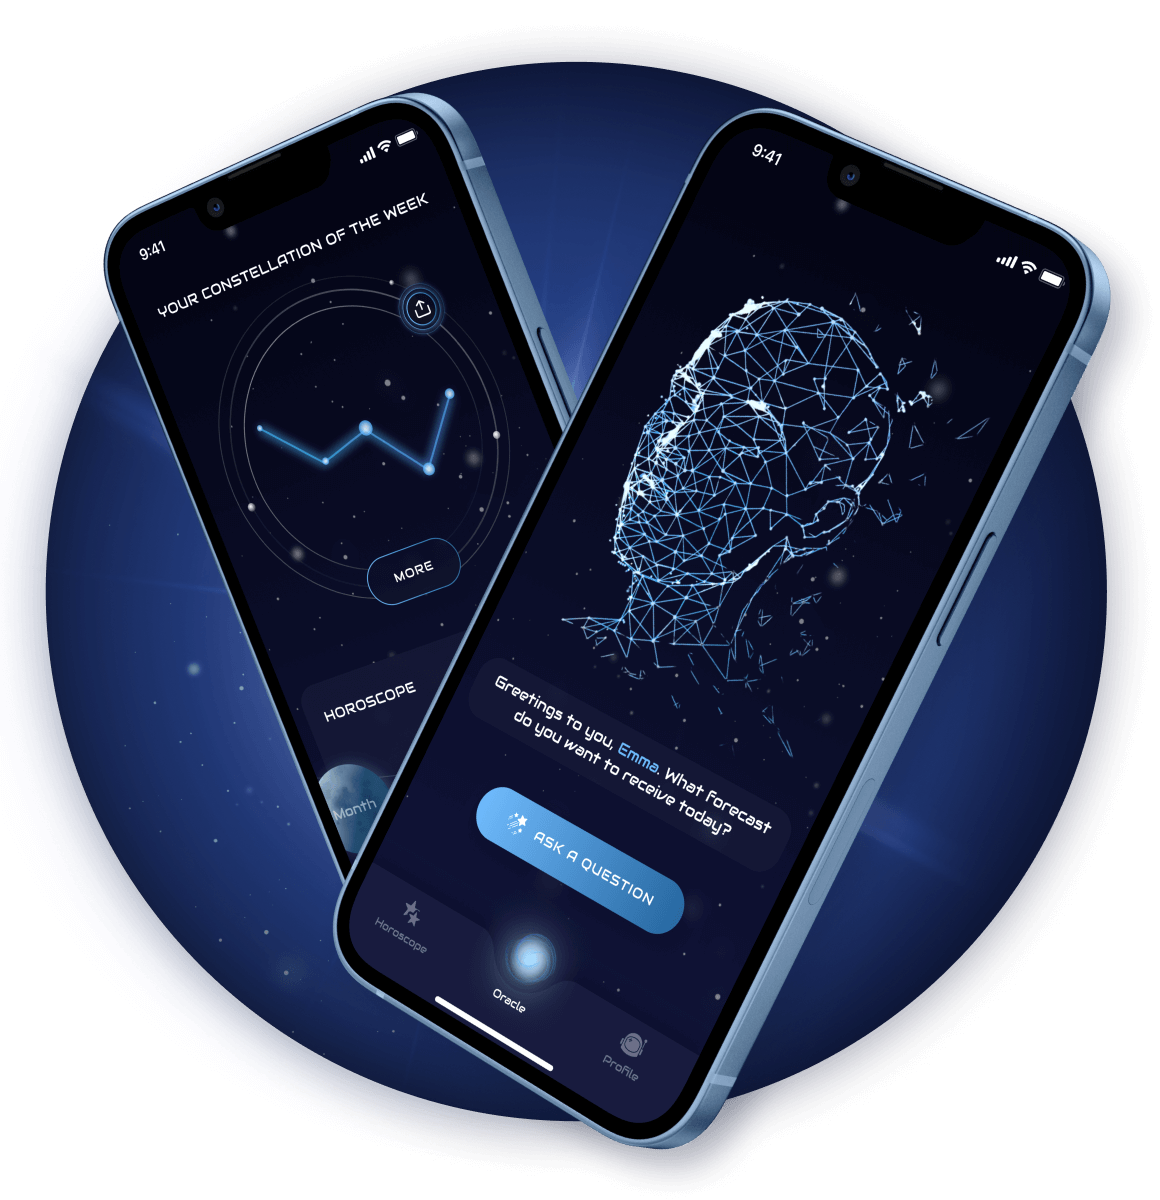 9:41
YOUR CONSTELLATION OF THE WEEK
MORE
HOROSCOPE
Month
9:41
Greetings to you, Emma. What forecast
do you want to receive today?
ASK A QUESTION
Horoscope
Oracle
Profile